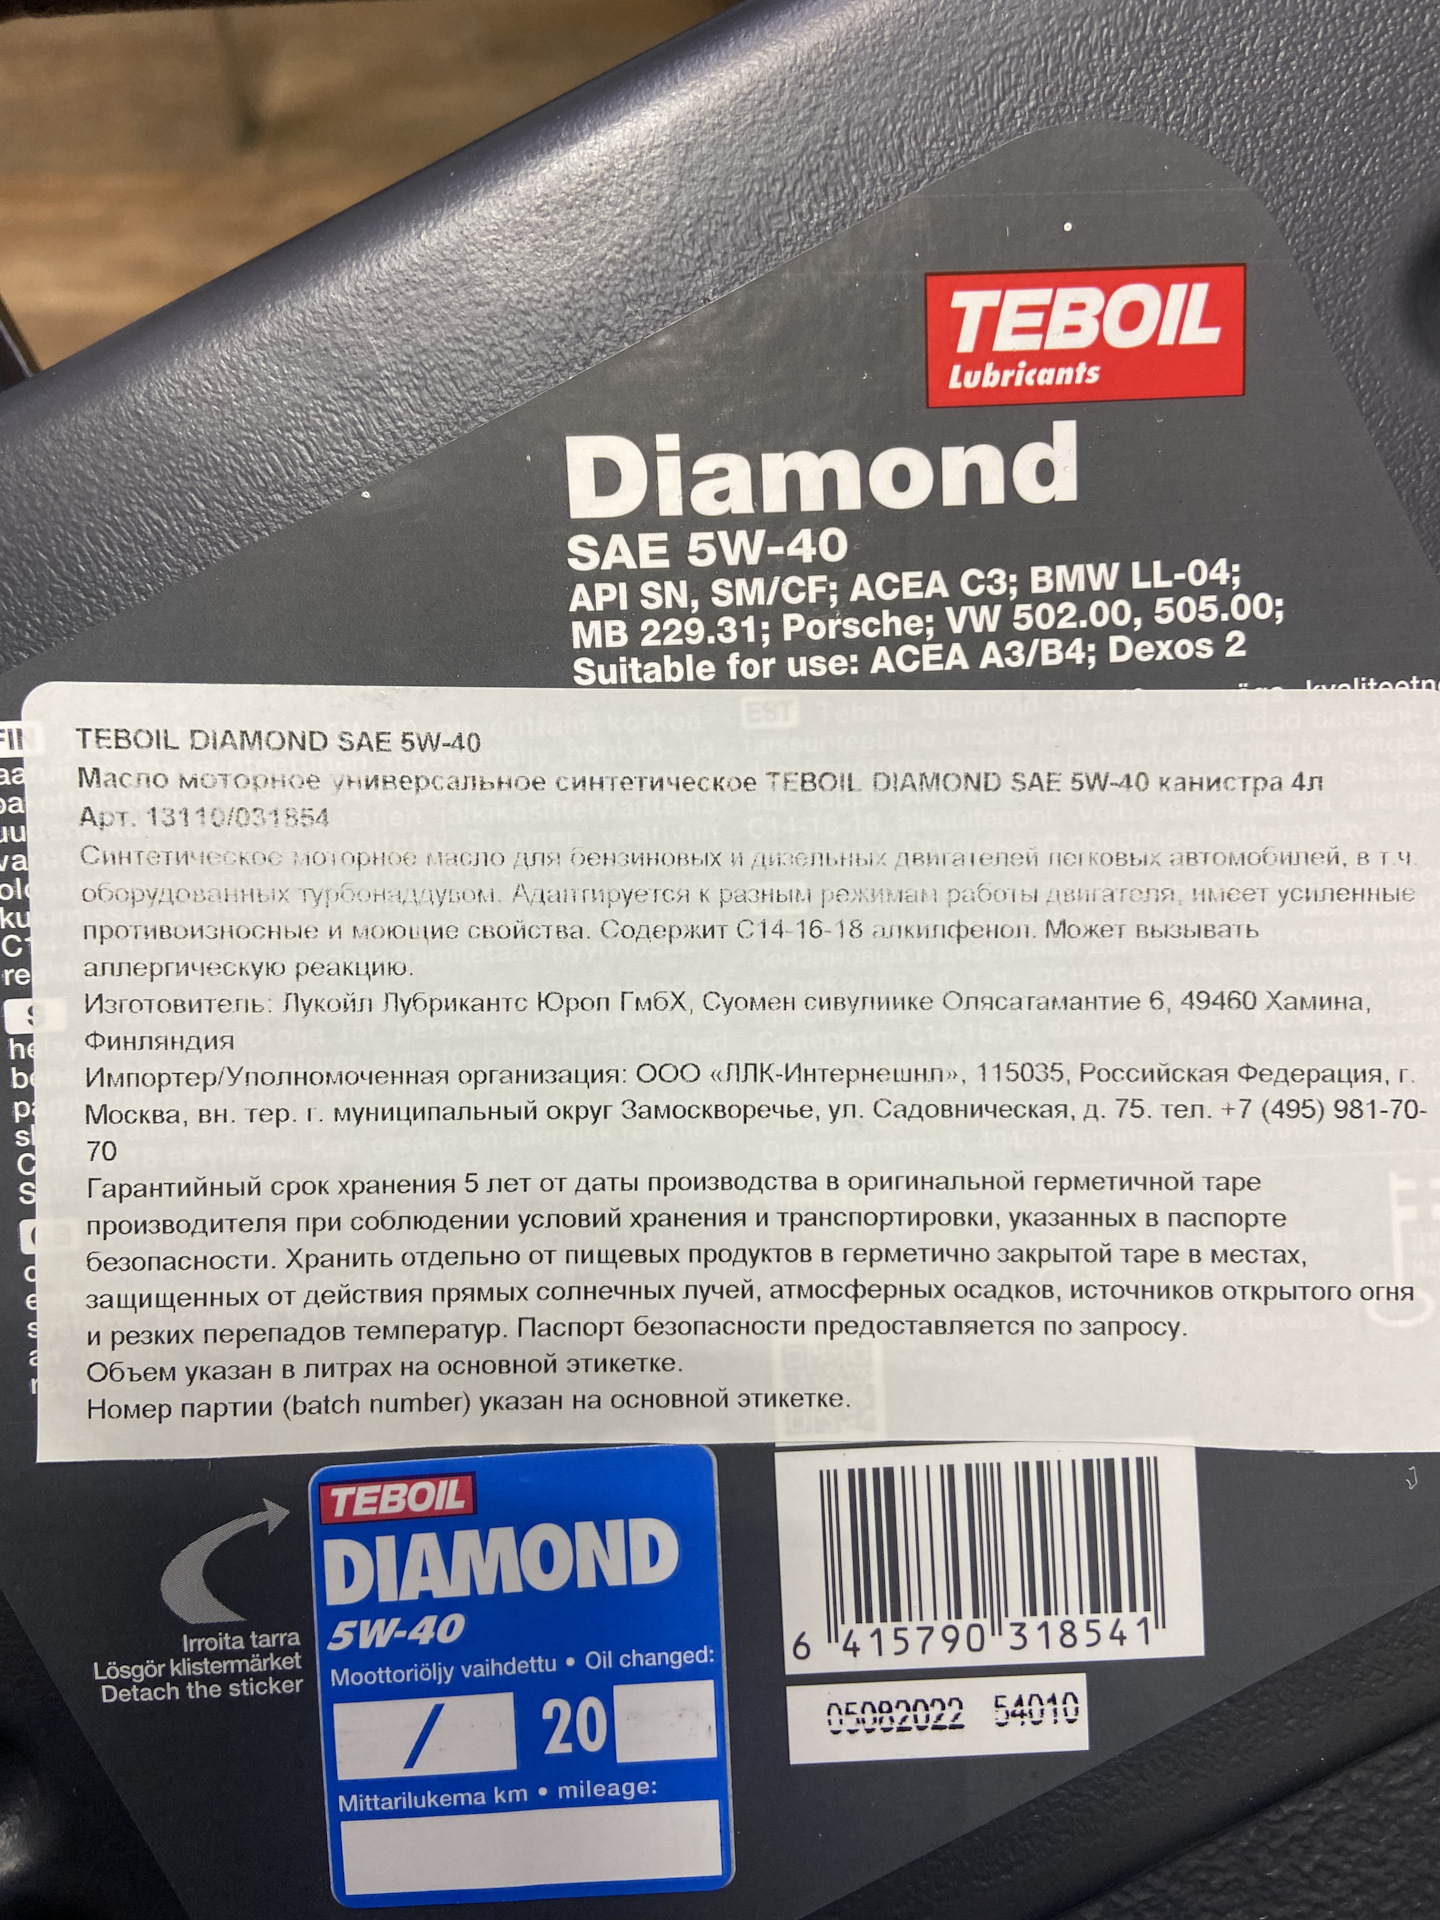 TEBOIL
Lubricants
Diamond
SAE 5W-40
API SN, SM/CF; ACEA C3; BMW LL-04;
MB 229.31; Porsche; VW 502.00, 505.00;
Suitable for use: ACEA A3/B4; Dexos 2
EST
TEBOIL DIAMOND SAE 5W-40
Масло моторное универсальное синтетическое TEBOIL DIAMOND SAE 5W-40 канистра 4л
Арт. 13110/031854
Синтетическое моторное масло для бензиновых и дизельных двигателей легковых автомобилей, в т.ч.
оборудованных турбонаддувом. Адаптируется к разным режимам работы двигателя, имеет усиленные
противоизносные и моющие свойства. Содержит С14-16-18 алкилфенол. Может вызывать
аллергическую реакцию.
Изготовитель: Лукойл Лубрикантс Юроп ГмбХ, Суомен сивулиике Олясатамантие 6, 49460 Хамина,
Финляндия
Импортер/Уполномоченная организация: ООО «ЛЛК-Интернешнл», 115035, Российская Федерация, г.
Москва, вн. тер. г. муниципальный округ Замоскворечье, ул. Садовническая, д. 75. тел. +7 (495) 981-70-
70
Гарантийный срок хранения 5 лет от даты производства в оригинальной герметичной таре
производителя при соблюдении условий хранения и транспортировки, указанных в паспорте
безопасности. Хранить отдельно от пищевых продуктов в герметично закрытой таре в местах,
защищенных от действия прямых солнечных лучей, атмосферных осадков, источников открытого огня
и резких перепадов температур. Паспорт безопасности предоставляется по запросу.
Объем указан в литрах на основной этикетке.
Номер партии (batch number) указан на основной этикетке.
TEBOIL
DIAMOND
5W-40
Moottoriöljy vaihdettu • Oil changed:
/ 20
Mittarilukema km • mileage:
Irroita tarra
Lösgör klistermärket
Detach the sticker
6 415790 318541
05082022 54010